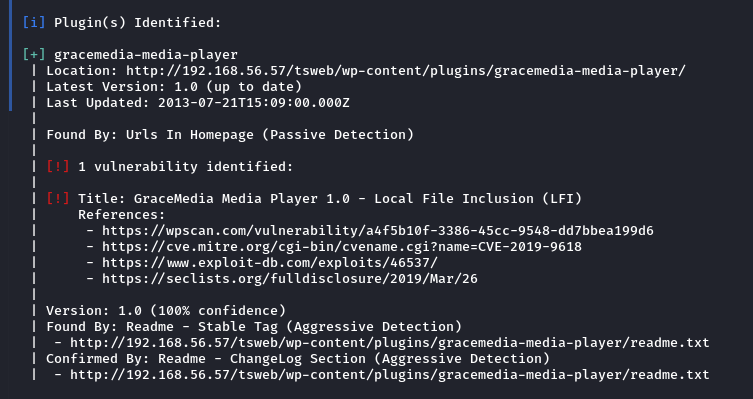 [i] Plugin(s) Identified:

[+] gracemedia-media-player
 | Location: http://192.168.56.57/tsweb/wp-content/plugins/gracemedia-media-player/
 | Latest Version: 1.0 (up to date)
 | Last Updated: 2013-07-21T15:09:00.000Z
 |
 | Found By: Urls In Homepage (Passive Detection)
 |
 | [!] 1 vulnerability identified:
 |
 | [!] Title: GraceMedia Media Player 1.0 - Local File Inclusion (LFI)
 |     References:
 |      - https://wpscan.com/vulnerability/a4f5b10f-3386-45cc-9548-dd7bbea199d6
 |      - https://cve.mitre.org/cgi-bin/cvename.cgi?name=CVE-2019-9618
 |      - https://www.exploit-db.com/exploits/46537/
 |      - https://seclists.org/fulldisclosure/2019/Mar/26
 |
 | Version: 1.0 (100% confidence)
 | Found By: Readme - Stable Tag (Aggressive Detection)
 |  - http://192.168.56.57/tsweb/wp-content/plugins/gracemedia-media-player/readme.txt
 | Confirmed By: Readme - ChangeLog Section (Aggressive Detection)
 |  - http://192.168.56.57/tsweb/wp-content/plugins/gracemedia-media-player/readme.txt